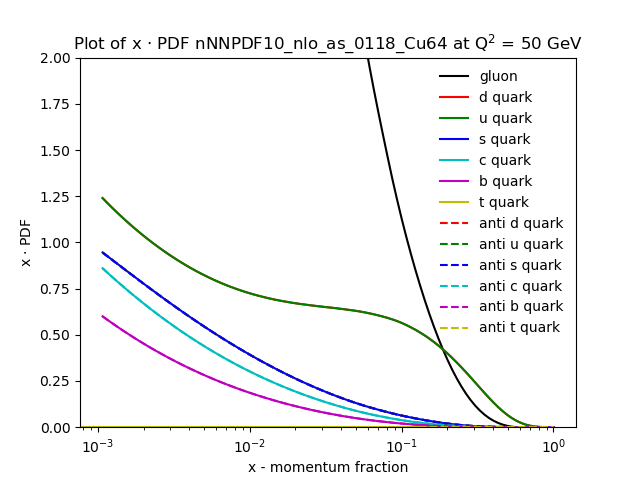 Plot of x · PDF nNNPDF10_nlo_as_0118_Cu64 at Q² = 50 GeV
2.00
1.75
1.50
1.25
1.00
0.75
0.50
0.25
0.00
x · PDF
gluon
d quark
u quark
s quark
c quark
b quark
t quark
anti d quark
anti u quark
anti s quark
anti c quark
anti b quark
anti t quark
10⁻³ 10⁻² 10⁻¹ 10⁰
x - momentum fraction